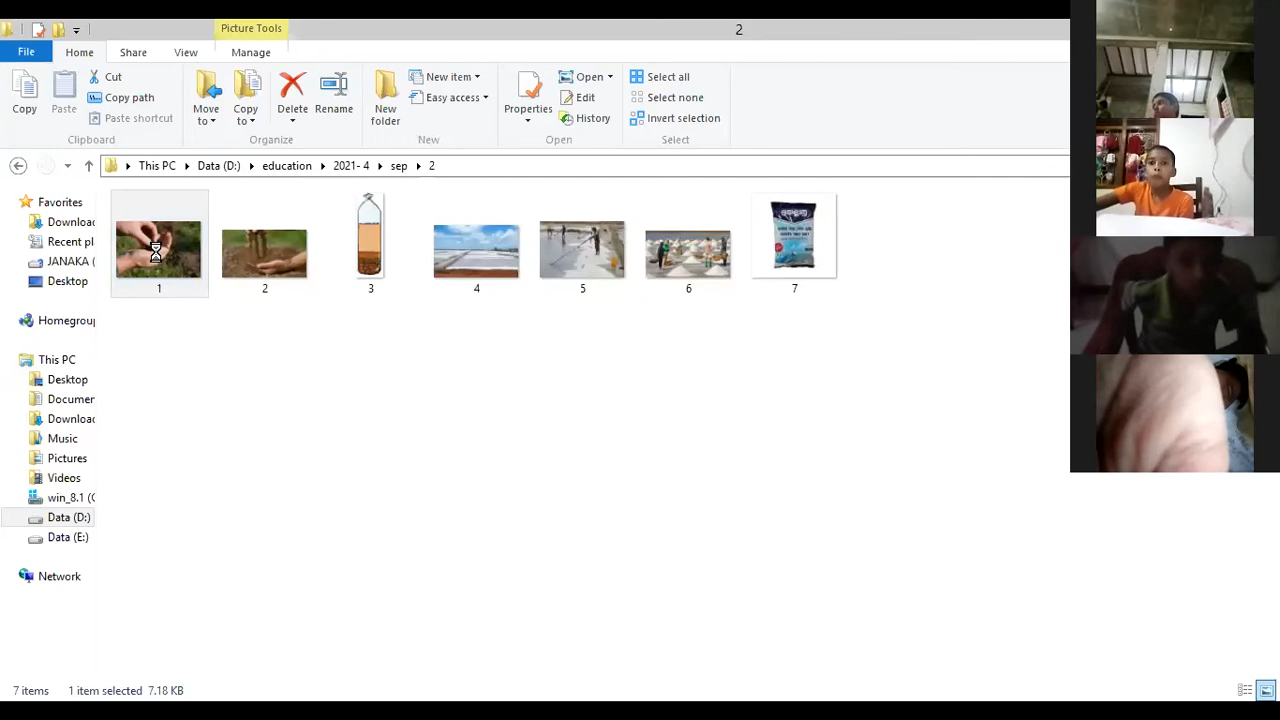 Picture Tools
2
File
Home
Share
View
Manage
Copy
Paste
Cut
Copy path
Paste shortcut
Move to
Copy to
Delete
Rename
New folder
New item
Easy access
Properties
Open
Edit
History
Select all
Select none
Invert selection
Clipboard
Organize
New
Open
Select
This PC
Data (D:)
education
2021- 4
sep
2
Favorites
Downloa
Recent pl
JANAKA (
Desktop
Homegrou
This PC
Desktop
Documen
Downloa
Music
Pictures
Videos
win_8.1 (C
Data (D:)
Data (E:)
Network
1
2
3
4
5
6
7
7 items
1 item selected 7.18 KB